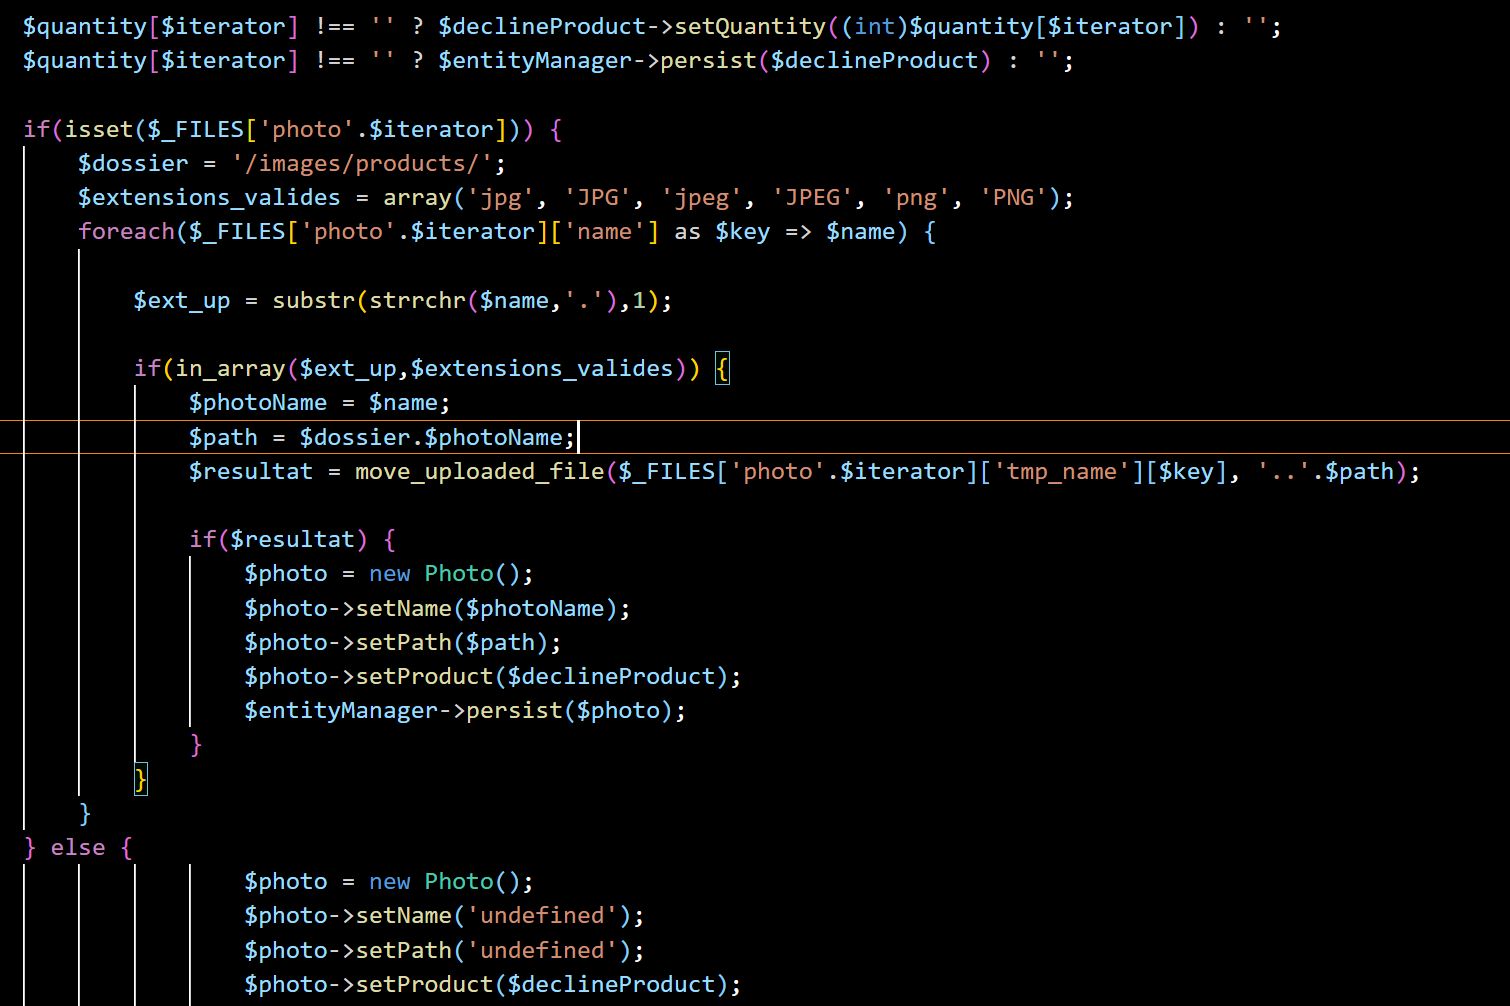 $quantity[$iterator] !== '' ? $declineProduct->setQuantity((int)$quantity[$iterator]) : '';
$quantity[$iterator] !== '' ? $entityManager->persist($declineProduct) : '';
if(isset($_FILES['photo'.$iterator])) {
$dossier = '/images/products/';
$extensions_valides = array('jpg', 'JPG', 'jpeg', 'JPEG', 'png', 'PNG');
foreach($_FILES['photo'.$iterator]['name'] as $key => $name) {
$ext_up = substr(strrchr($name,'.'),1);
if(in_array($ext_up,$extensions_valides)) {
$photoName = $name;
$path = $dossier.$photoName;
$resultat = move_uploaded_file($_FILES['photo'.$iterator]['tmp_name'][$key], '..'.$path);
if($resultat) {
$photo = new Photo();
$photo->setName($photoName);
$photo->setPath($path);
$photo->setProduct($declineProduct);
$entityManager->persist($photo);
}
}
}
} else {
$photo = new Photo();
$photo->setName('undefined');
$photo->setPath('undefined');
$photo->setProduct($declineProduct);